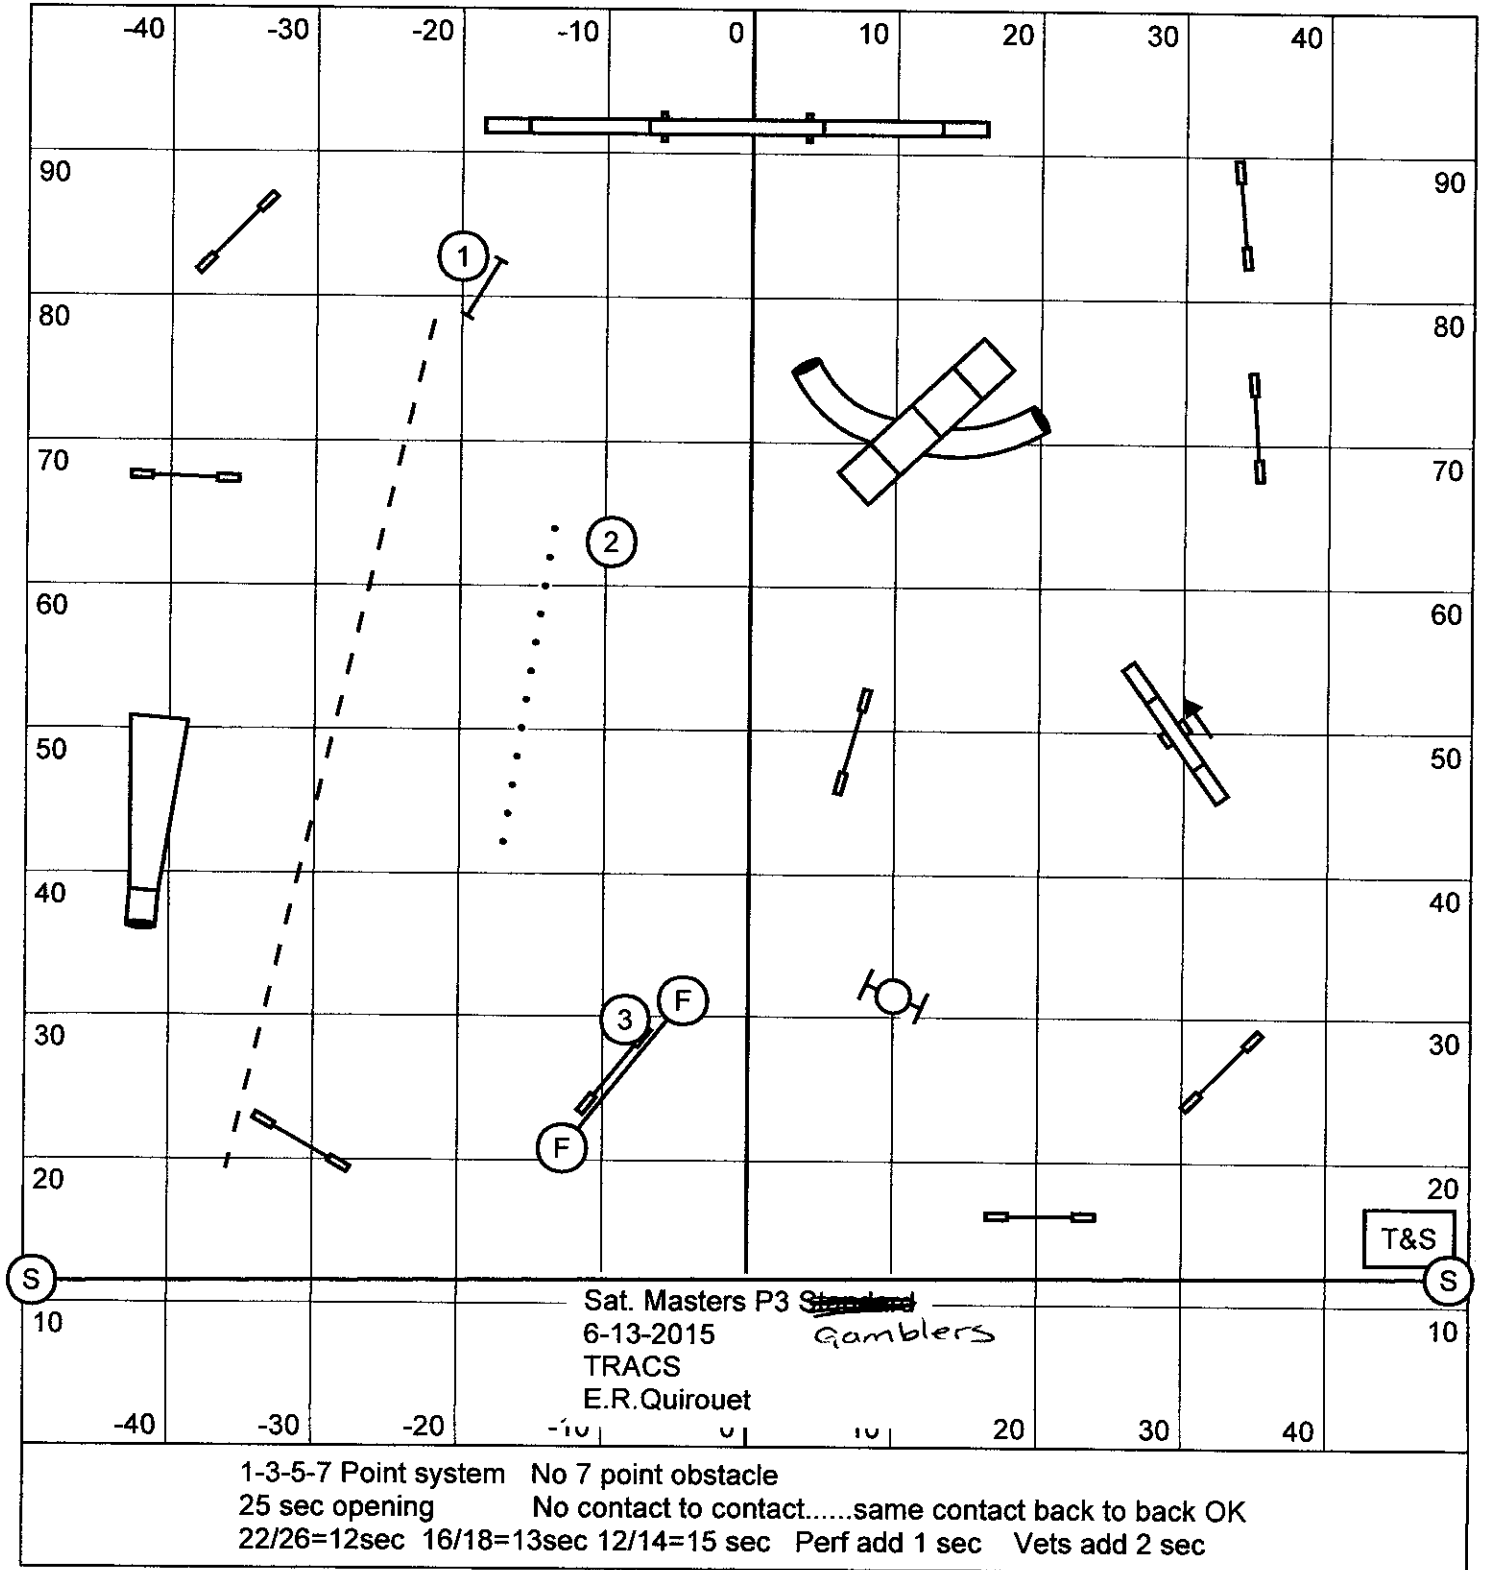 -40 -30 -20 -10 0 10 20 30 40
90 90
1
80 80
70 70
2
60 60
50 50
40 40
3 F
30 30
F
20 20
T&S
S S
10 10
Sat. Masters P3 Standard
6-13-2015 Gamblers
TRACS
E.R.Quirouet
-40 -30 -20 -10 0 10 20 30 40
1-3-5-7 Point system No 7 point obstacle
25 sec opening No contact to contact......same contact back to back OK
22/26=12sec 16/18=13sec 12/14=15 sec Perf add 1 sec Vets add 2 sec